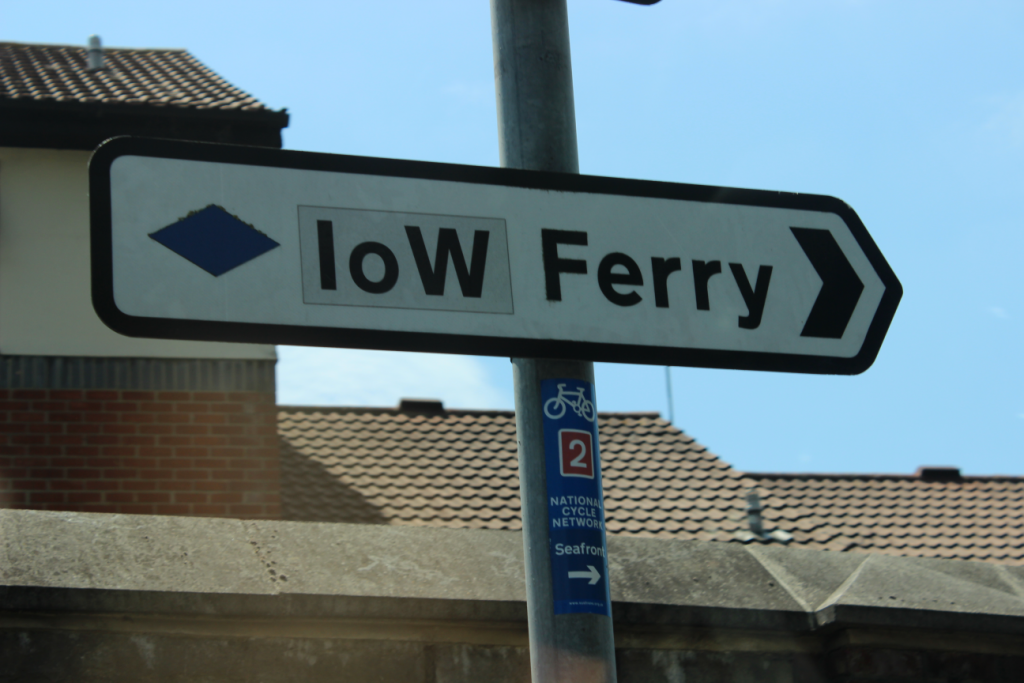 IoW Ferry
2
NATIONAL
CYCLE
NETWORK
Seafront